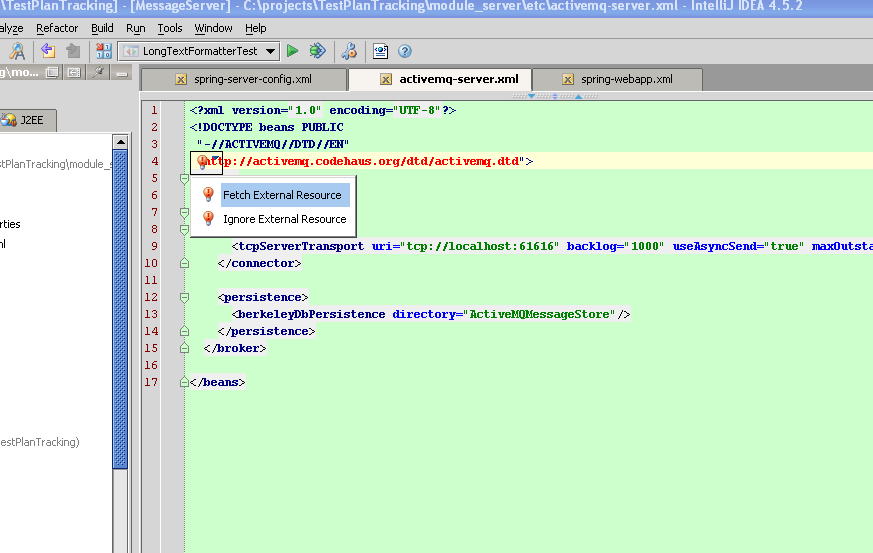 \TestPlanTracking] - [MessageServer] - C:\projects\TestPlanTracking\module_server\etc\activemq-server.xml - IntelliJ IDEA 4.5.2
alyze Refactor Build Run Tools Window Help
LongTextFormatterTest
g\mo...
spring-server-config.xml activemq-server.xml spring-webapp.xml
J2EE
estPlanTracking\module_s
rties
ml
estPlanTracking)
1 <?xml version="1.0" encoding="UTF-8"?>
2 <!DOCTYPE beans PUBLIC
3 "-//ACTIVEMQ//DTD//EN"
4 http://activemq.codehaus.org/dtd/activemq.dtd">
5
Fetch External Resource
6
Ignore External Resource
7
8
9 <tcpServerTransport uri="tcp://localhost:61616" backlog="1000" useAsyncSend="true" maxOutsta
10 </connector>
11
12 <persistence>
13 <berkeleyDbPersistence directory="ActiveMQMessageStore"/>
14 </persistence>
15 </broker>
16
17 </beans>